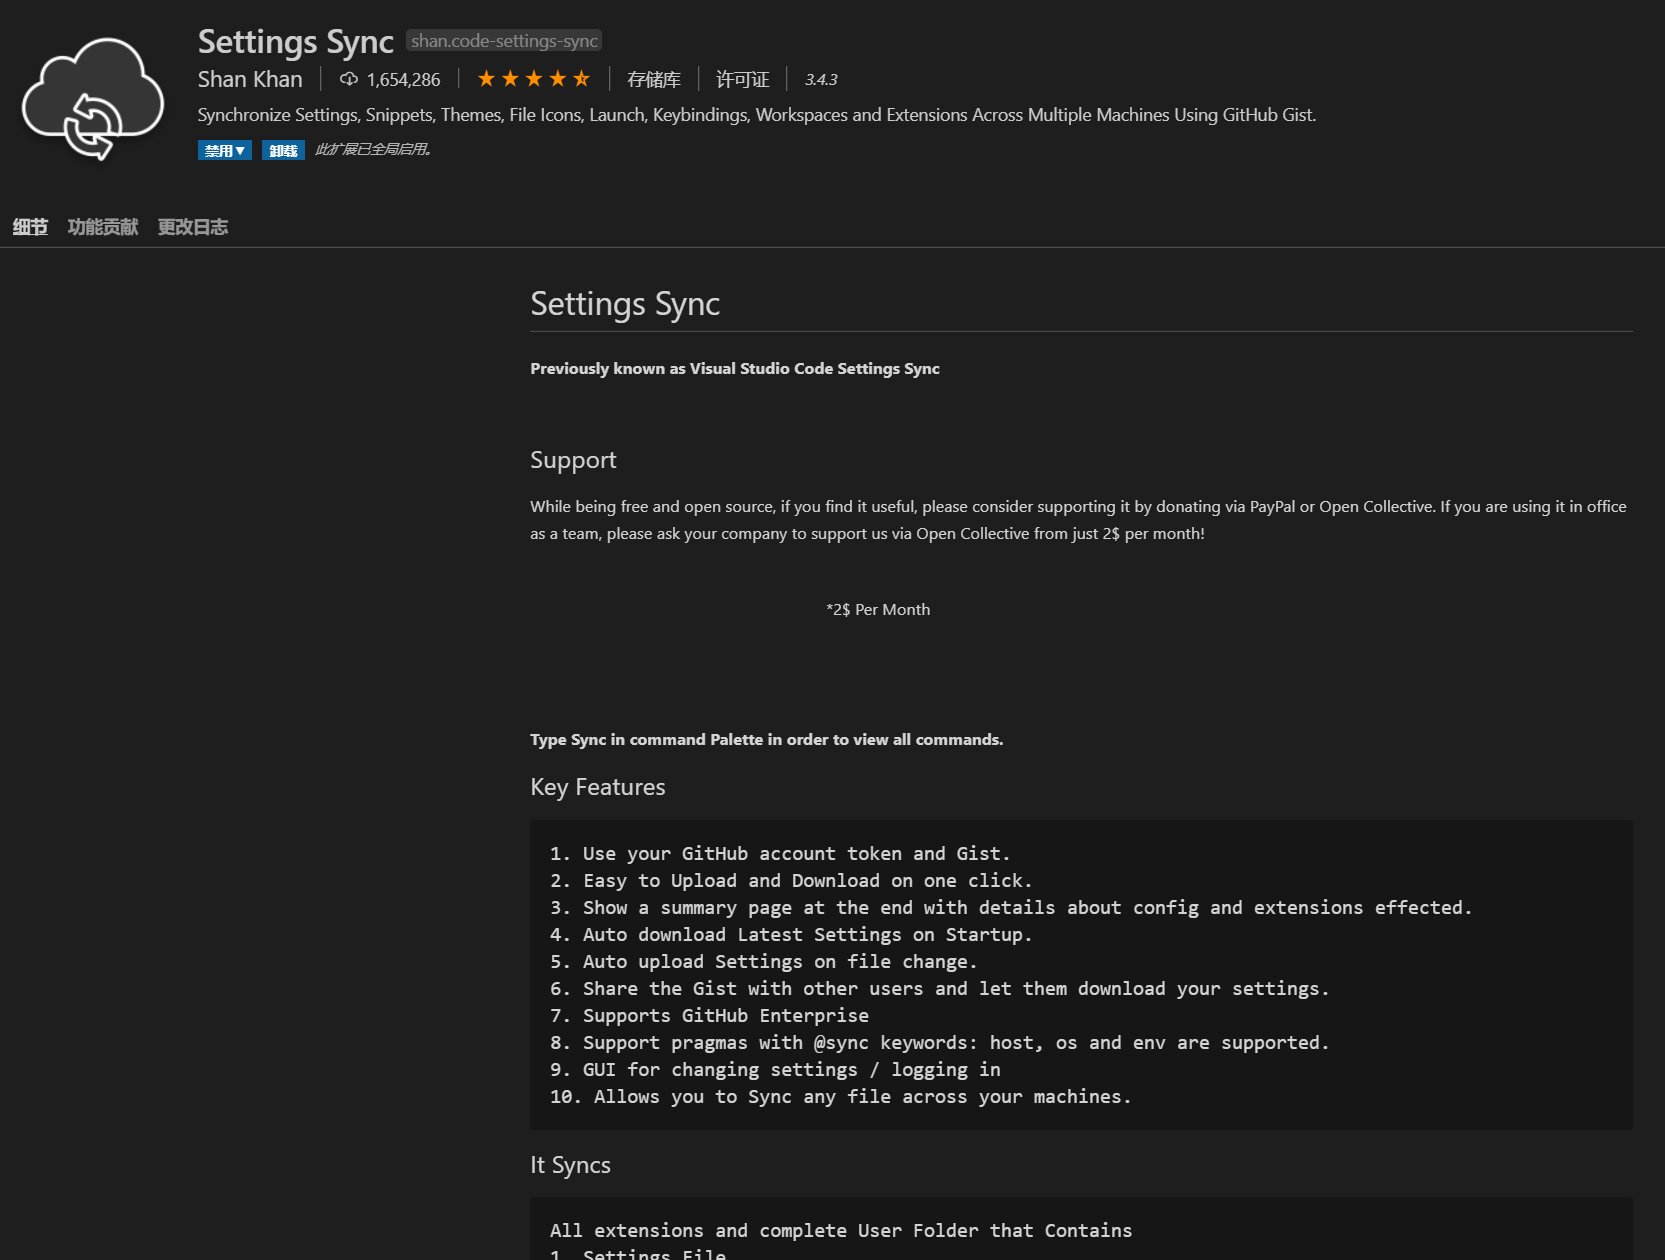 Settings Sync shan.code-settings-sync
Shan Khan 1,654,286 存储库 许可证 3.4.3
Synchronize Settings, Snippets, Themes, File Icons, Launch, Keybindings, Workspaces and Extensions Across Multiple Machines Using GitHub Gist.
禁用▼ 卸载 此扩展已全局启用。
细节 功能贡献 更改日志
Settings Sync
Previously known as Visual Studio Code Settings Sync
Support
While being free and open source, if you find it useful, please consider supporting it by donating via PayPal or Open Collective. If you are using it in office
as a team, please ask your company to support us via Open Collective from just 2$ per month!
*2$ Per Month
Type Sync in command Palette in order to view all commands.
Key Features
1. Use your GitHub account token and Gist.
2. Easy to Upload and Download on one click.
3. Show a summary page at the end with details about config and extensions effected.
4. Auto download Latest Settings on Startup.
5. Auto upload Settings on file change.
6. Share the Gist with other users and let them download your settings.
7. Supports GitHub Enterprise
8. Support pragmas with @sync keywords: host, os and env are supported.
9. GUI for changing settings / logging in
10. Allows you to Sync any file across your machines.
It Syncs
All extensions and complete User Folder that Contains
1. Settings File